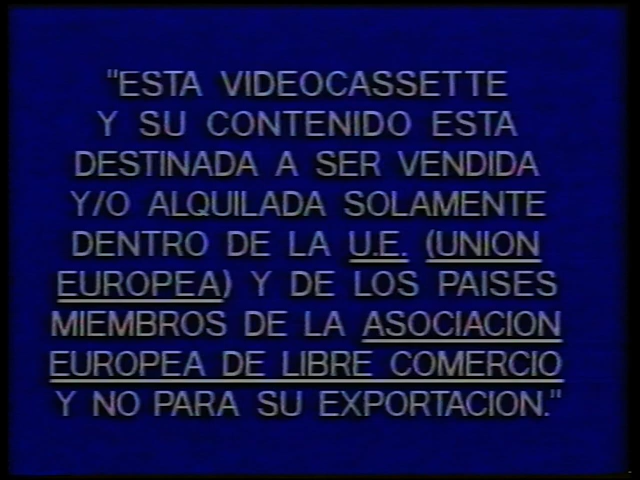 "ESTA VIDEOCASSETTE
Y SU CONTENIDO ESTA
DESTINADA A SER VENDIDA
Y/O ALQUILADA SOLAMENTE
DENTRO DE LA U.E. (UNION
EUROPEA) Y DE LOS PAISES
MIEMBROS DE LA ASOCIACION
EUROPEA DE LIBRE COMERCIO
Y NO PARA SU EXPORTACION."